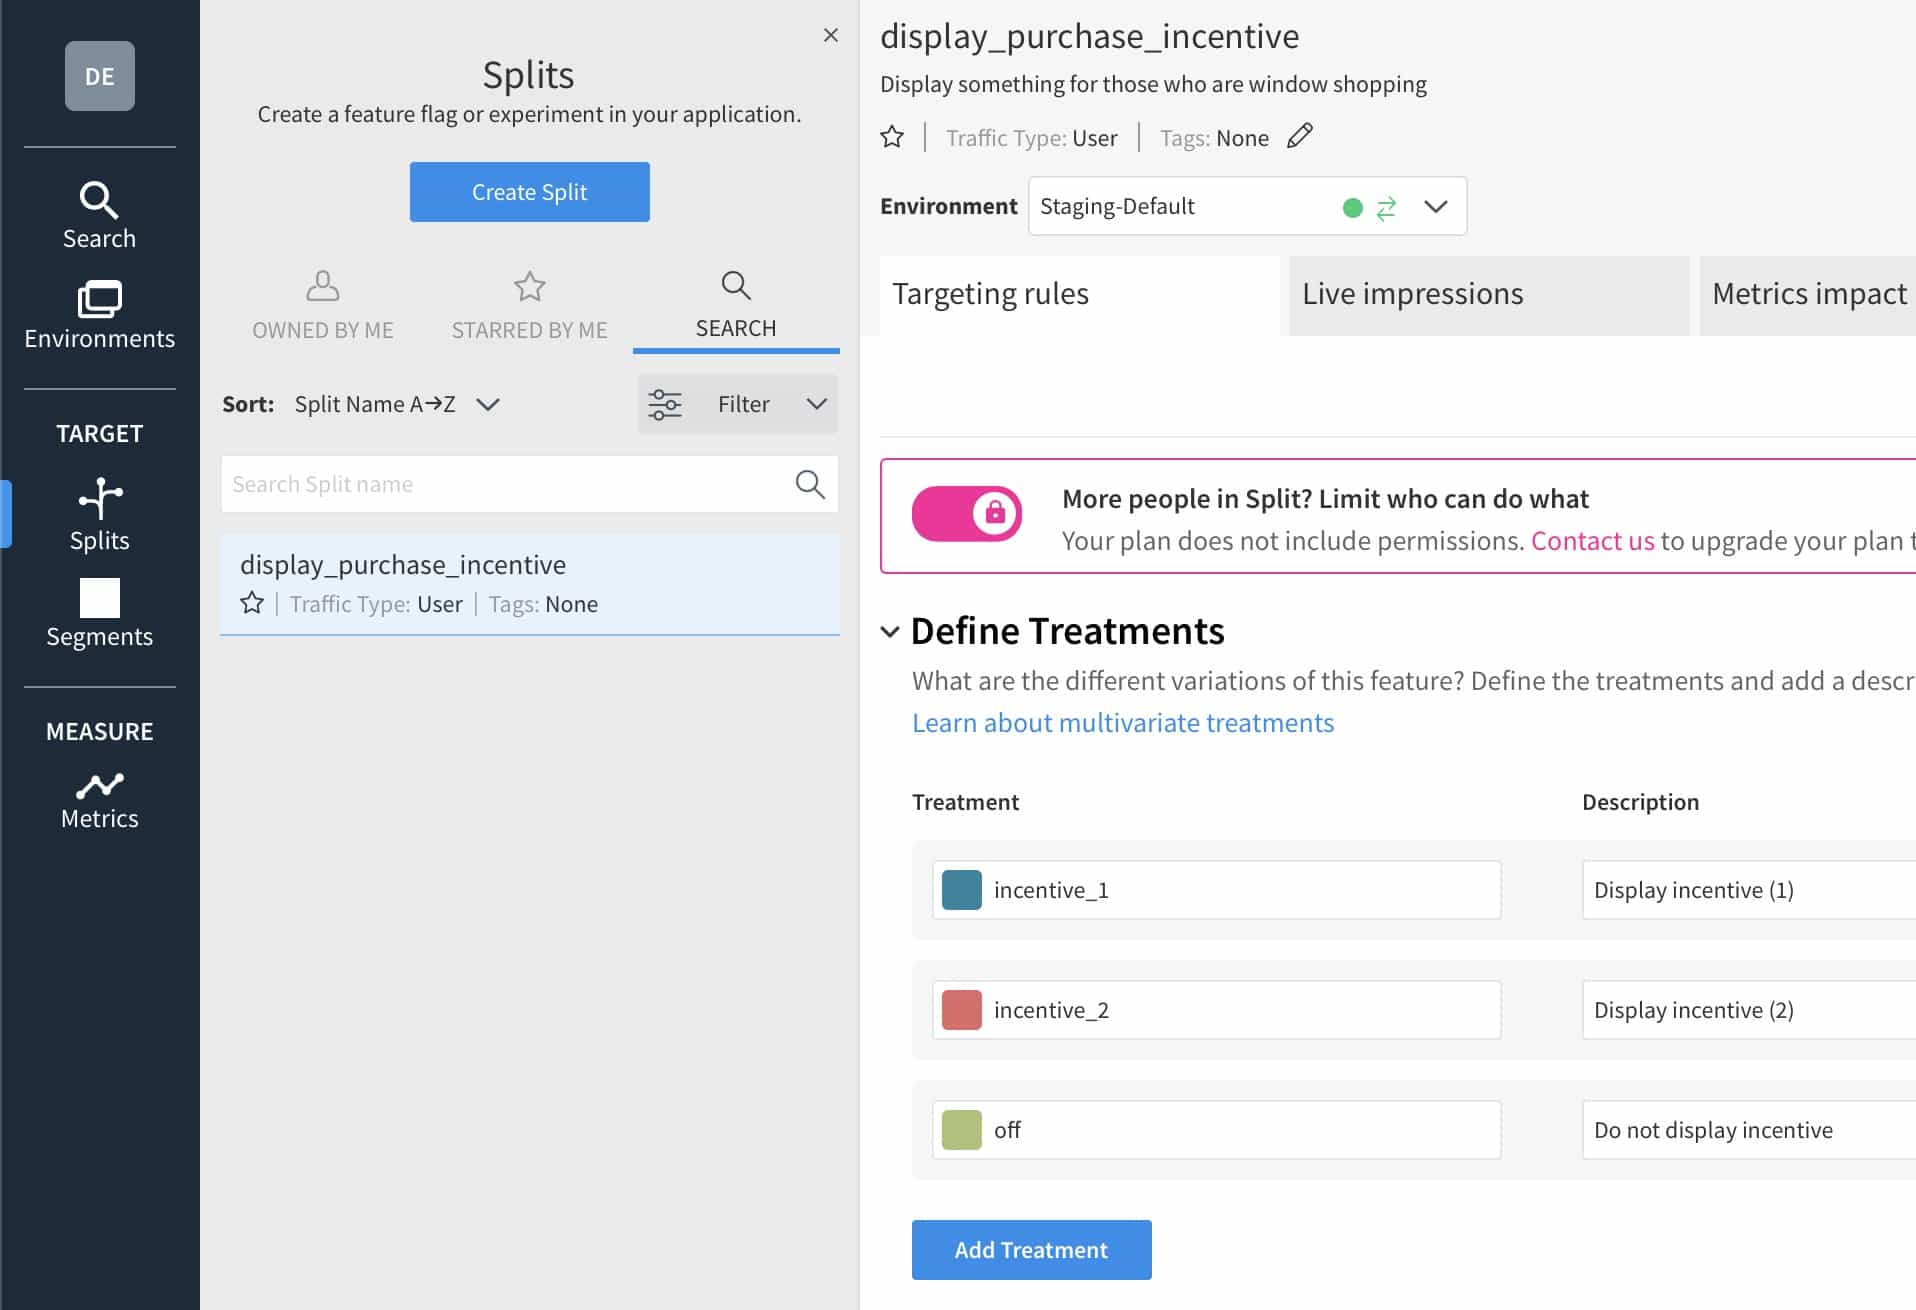 DE
Search
Environments
TARGET
Splits
Segments
MEASURE
Metrics
Splits
Create a feature flag or experiment in your application.
Create Split
OWNED BY ME
STARRED BY ME
SEARCH
Sort: Split Name A→Z
Filter
Search Split name
display_purchase_incentive
Traffic Type: User | Tags: None
display_purchase_incentive
Display something for those who are window shopping
Traffic Type: User | Tags: None
Environment Staging-Default
Targeting rules
Live impressions
Metrics impact
More people in Split? Limit who can do what
Your plan does not include permissions. Contact us to upgrade your plan
Define Treatments
What are the different variations of this feature? Define the treatments and add a
Learn about multivariate treatments
Treatment Description
incentive_1 Display incentive (1)
incentive_2 Display incentive (2)
off Do not display incentive
Add Treatment